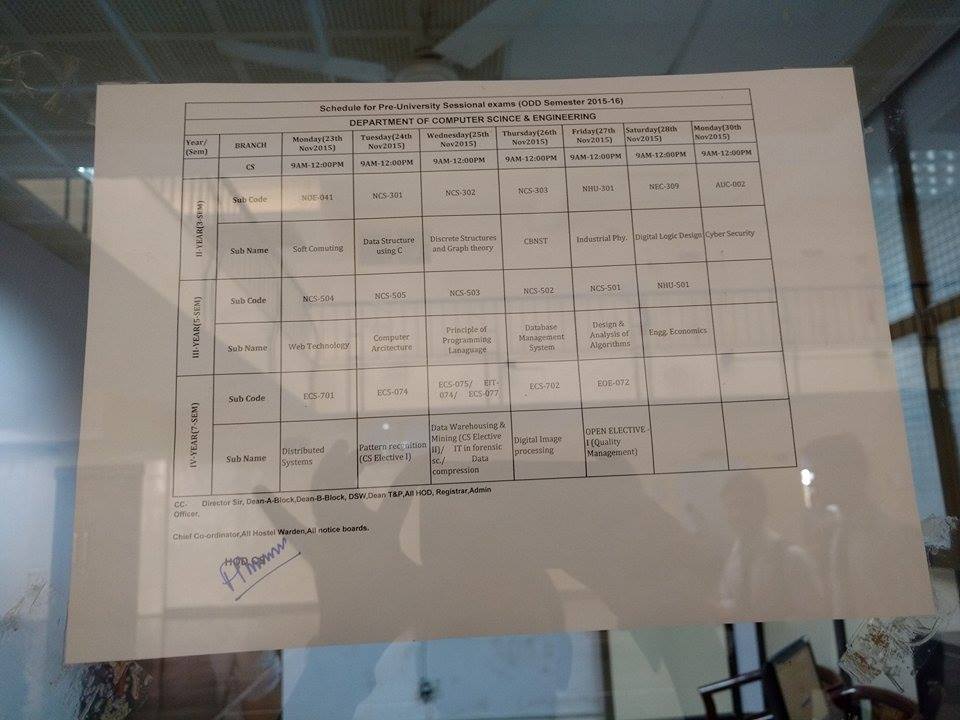 Schedule for Pre-University Sessional exams (ODD Semester 2015-16)
DEPARTMENT OF COMPUTER SCINCE & ENGINEERING
Year/ (Sem) BRANCH Monday(23th Nov2015) Tuesday(24th Nov2015) Wednesday(25th Nov2015) Thursday(26th Nov2015) Friday(27th Nov2015) Saturday(28th Nov2015) Monday(30th Nov2015)
CS 9AM-12:00PM 9AM-12:00PM 9AM-12:00PM 9AM-12:00PM 9AM-12:00PM 9AM-12:00PM 9AM-12:00PM
II-YEAR(3-SEM)
Sub Code NOE-041 NCS-301 NCS-302 NCS-303 NHU-301 NEC-309 AUC-002
Sub Name Soft Comuting Data Structure using C Discrete Structures and Graph theory CBNST Industrial Phy. Digital Logic Design Cyber Security
III-YEAR(5-SEM)
Sub Code NCS-504 NCS-505 NCS-503 NCS-502 NCS-501 NHU-501
Sub Name Web Technology Computer Arcitecture Principle of Programming Lanaguage Database Management System Design & Analysis of Algorithms Engg. Economics
IV-YEAR(7-SEM)
Sub Code ECS-701 ECS-074 ECS-075/ EIT-074/ ECS-077 ECS-702 EOE-072
Sub Name Distributed Systems Pattern recignition (CS Elective I) Data Warehousing & Mining (CS Elective II)/ IT in forensic sc./ Data compression Digital Image processing OPEN ELECTIVE -I (Quality Management)
CC- Director Sir, Dean-A-Block,Dean-B-Block, DSW,Dean T&P,All HOD, Registrar,Admin
Officer,
Chief Co-ordinator,All Hostel Warden,All notice boards.
HOD